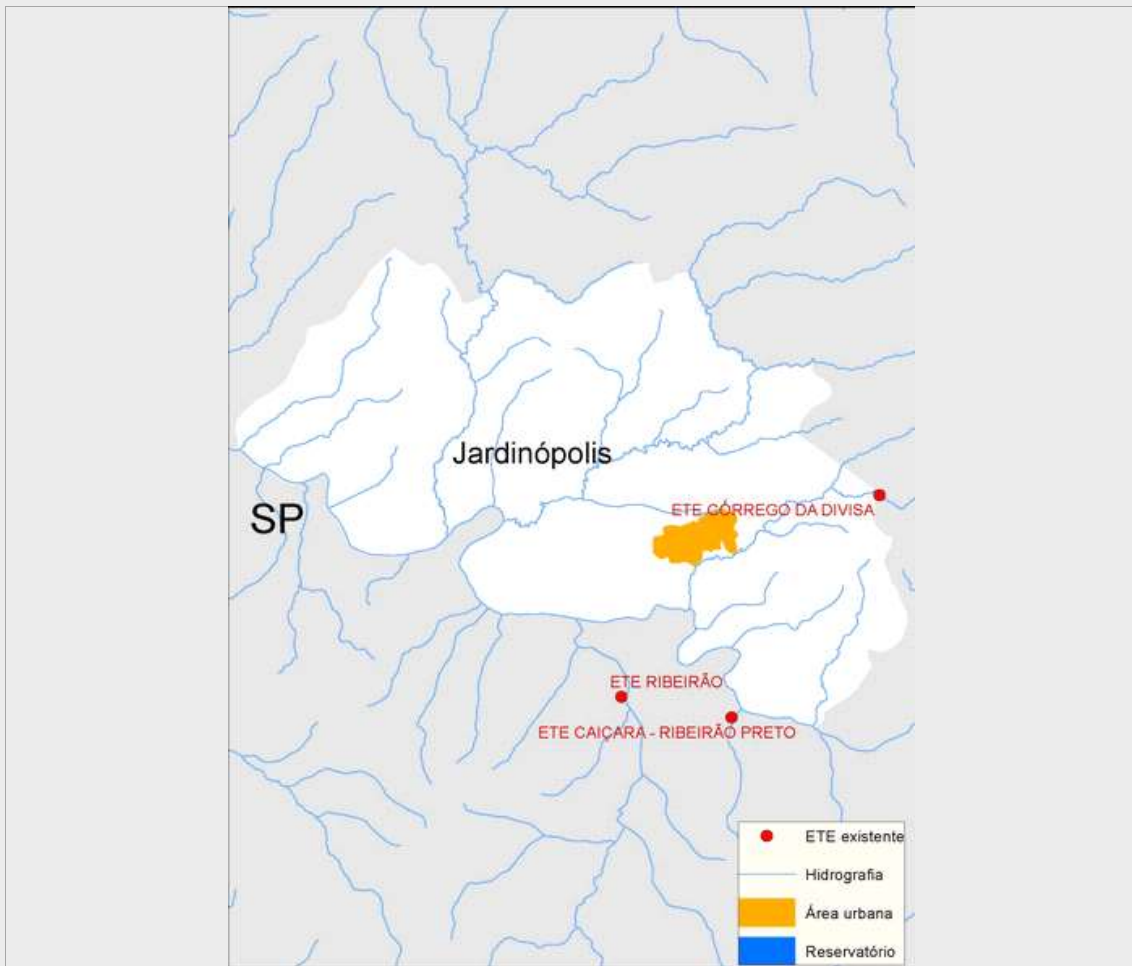 Jardinópolis
SP
ETE CÓRREGO DA DIVISA
ETE RIBEIRÃO
ETE CAIÇARA - RIBEIRÃO PRETO
ETE existente
Hidrografia
Área urbana
Reservatório